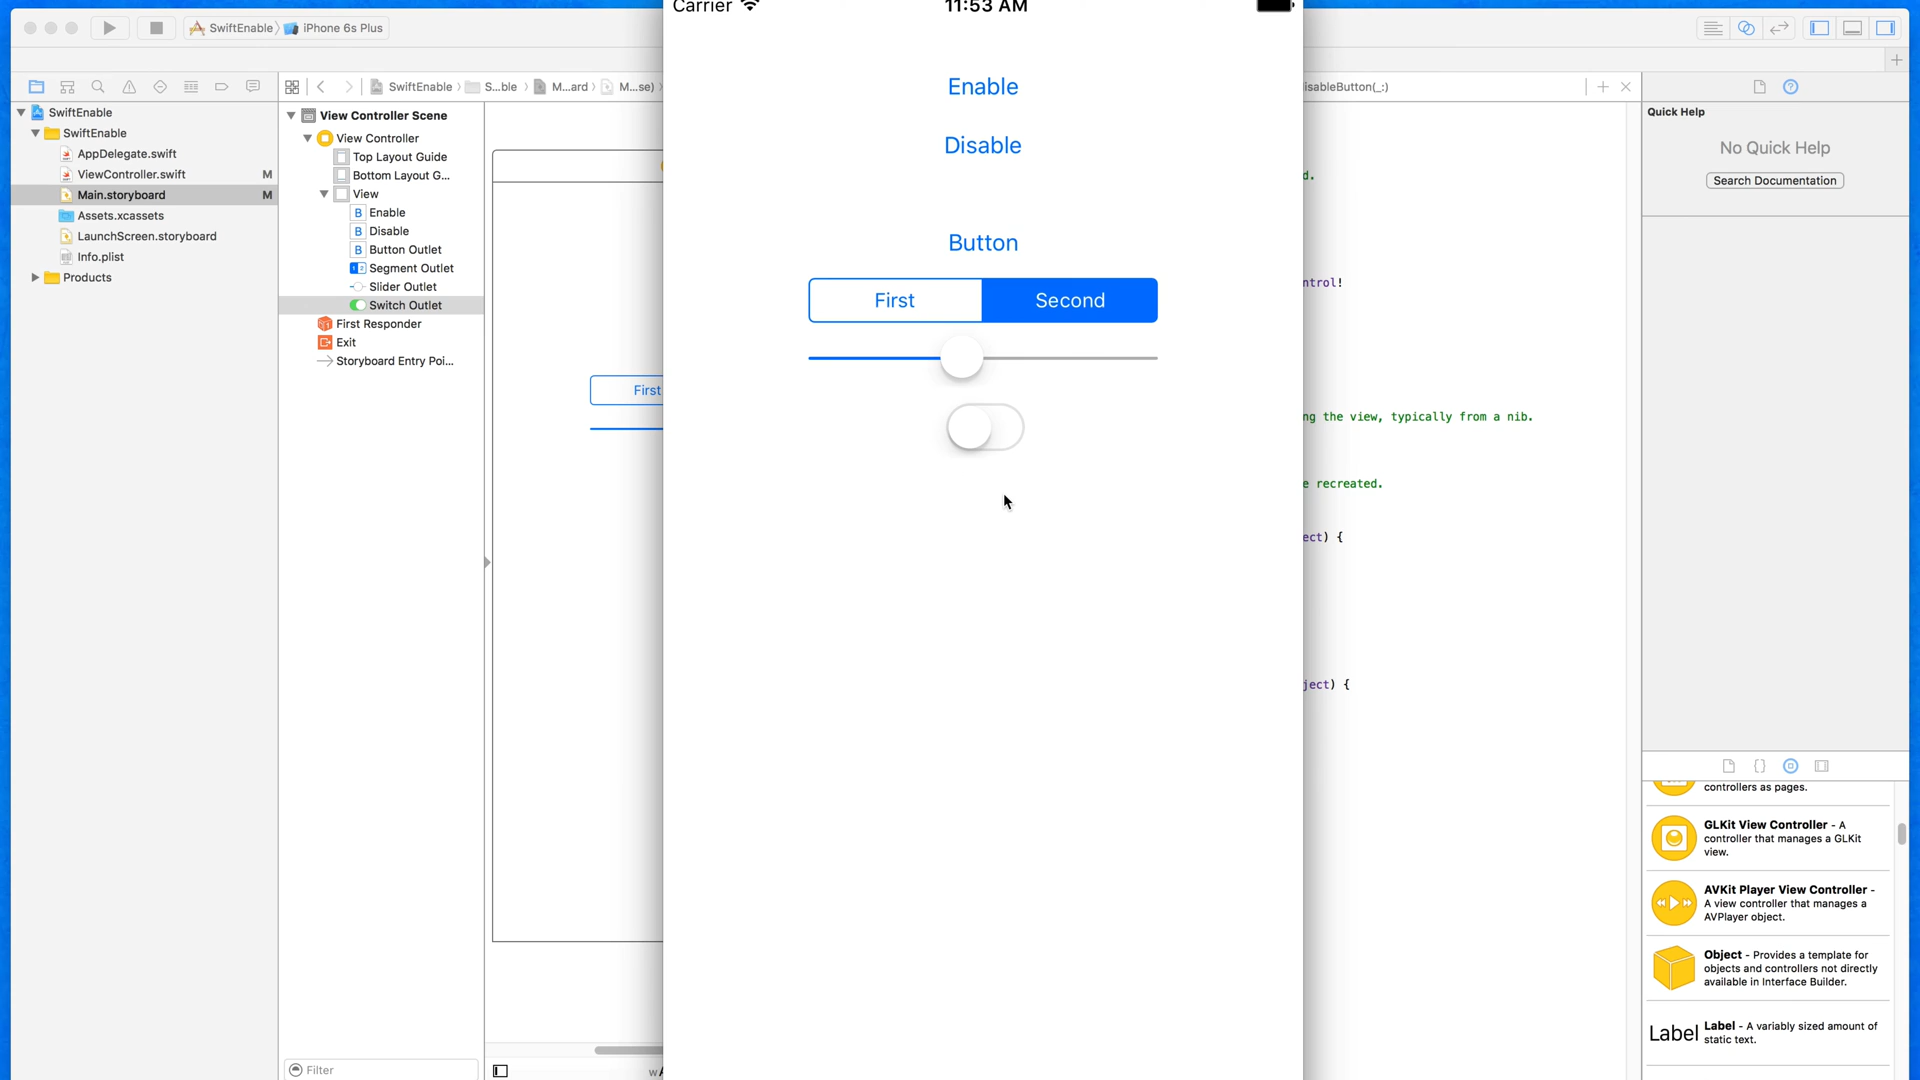 Carrier
11:53 AM
SwiftEnable
iPhone 6s Plus
SwiftEnable
S...ble
M...ard
M...se)
isableButton(_:)
SwiftEnable
SwiftEnable
AppDelegate.swift
ViewController.swift M
Main.storyboard M
Assets.xcassets
LaunchScreen.storyboard
Info.plist
Products
View Controller Scene
View Controller
Top Layout Guide
Bottom Layout G...
View
B Enable
B Disable
B Button Outlet
Segment Outlet
Slider Outlet
Switch Outlet
First Responder
Exit
Storyboard Entry Poi...
Filter
First
Enable
Disable
Button
First
Second
d.
ntrol!
ng the view, typically from a nib.
e recreated.
ect) {
ject) {
Quick Help
No Quick Help
Search Documentation
controllers as pages.
GLKit View Controller - A
controller that manages a GLKit
view.
AVKit Player View Controller -
A view controller that manages a
AVPlayer object.
Object - Provides a template for
objects and controllers not directly
available in Interface Builder.
Label
Label - A variably sized amount of
static text.